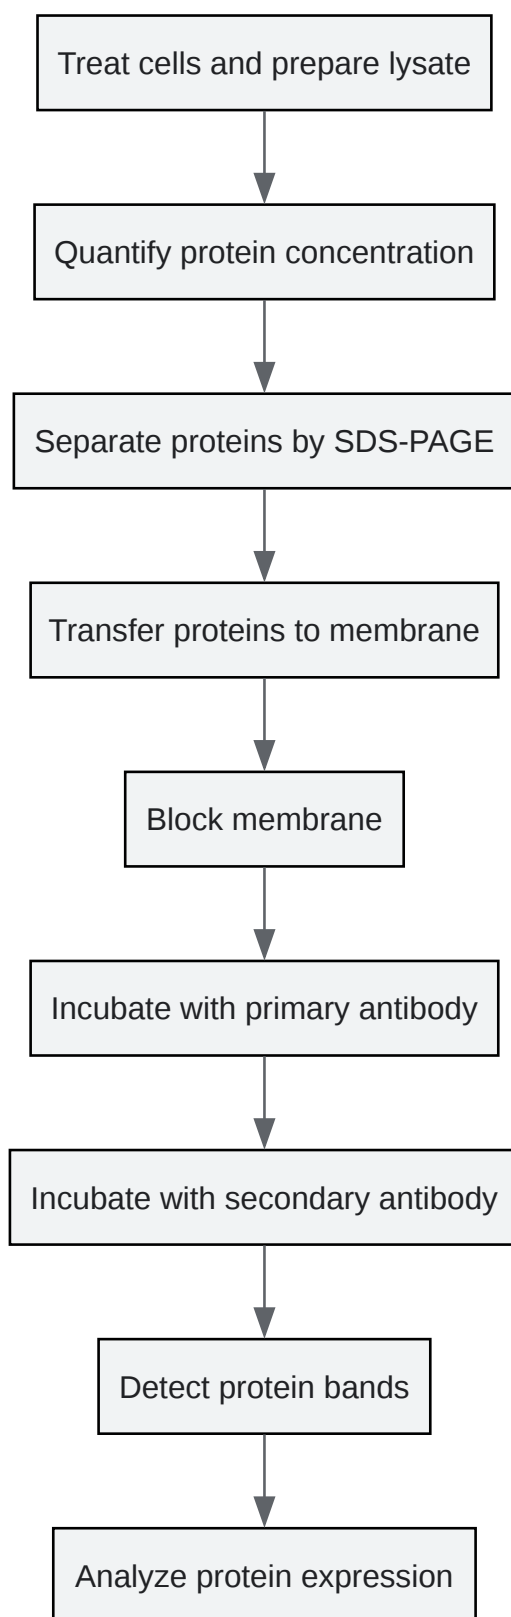 Treat cells and prepare lysate
Quantify protein concentration
Separate proteins by SDS-PAGE
Transfer proteins to membrane
Block membrane
Incubate with primary antibody
Incubate with secondary antibody
Detect protein bands
Analyze protein expression